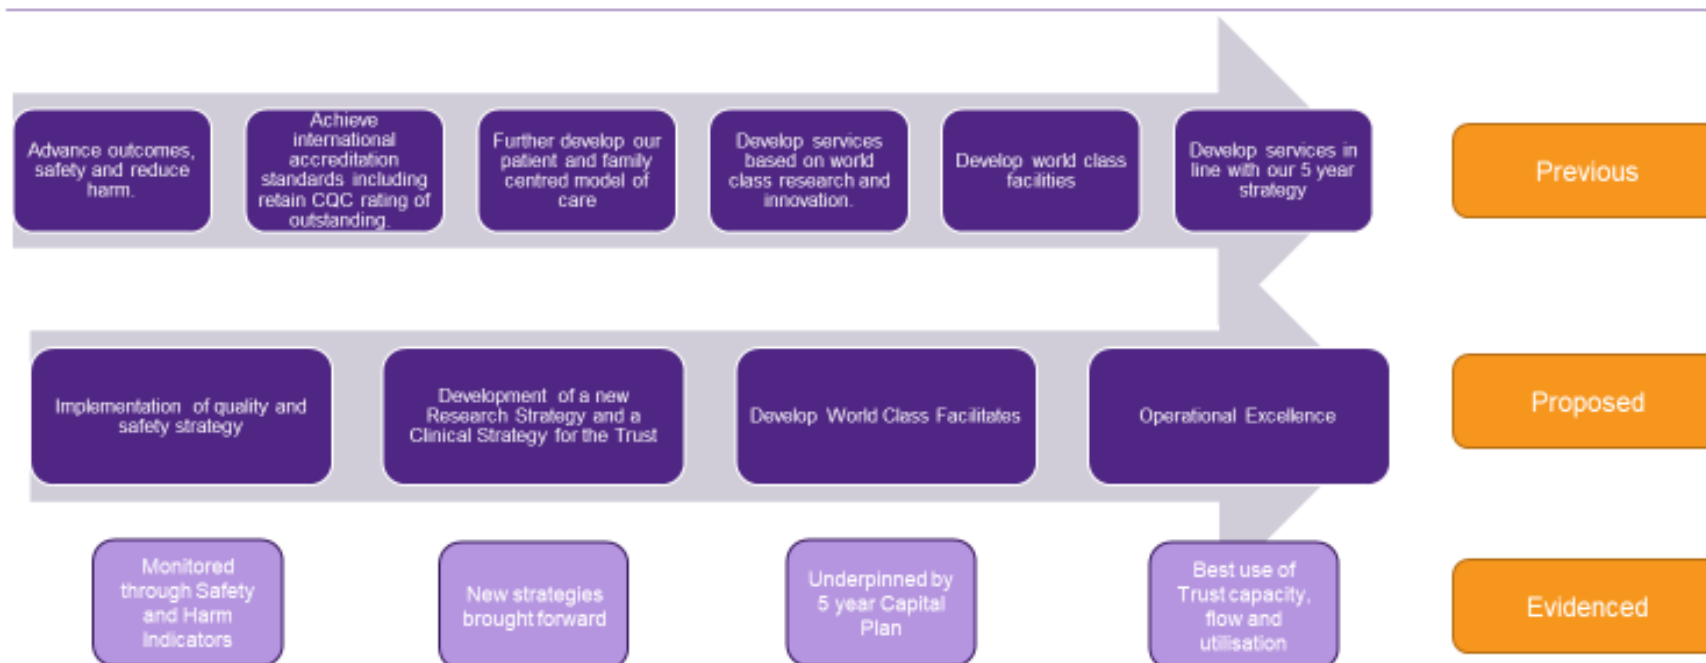 Advance outcomes,
safety and reduce
harm.
Achieve
international
accreditation
standards including
retain CQC rating of
outstanding.
Further develop our
patient and family
centred model of
care
Develop services
based on world
class research and
innovation.
Develop world class
facilities
Develop services in
line with our 5 year
strategy
Previous
Implementation of quality and
safety strategy
Development of a new
Research Strategy and a
Clinical Strategy for the Trust
Develop World Class Facilitates
Operational Excellence
Proposed
Monitored
through Safety
and Harm
Indicators
New strategies
brought forward
Underpinned by
5 year Capital
Plan
Best use of
Trust capacity,
flow and
utilisation
Evidenced